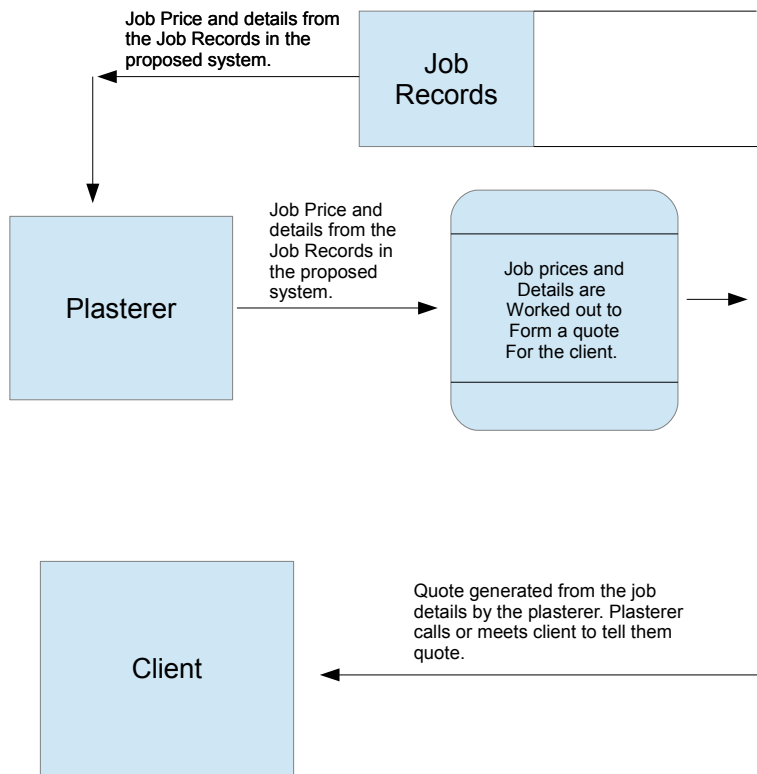 Job Price and details from
the Job Records in the
proposed system.
Job
Records
Job Price and
details from the
Job Records in
the proposed
system.
Plasterer
Job prices and
Details are
Worked out to
Form a quote
For the client.
Quote generated from the job
details by the plasterer. Plasterer
calls or meets client to tell them
quote.
Client